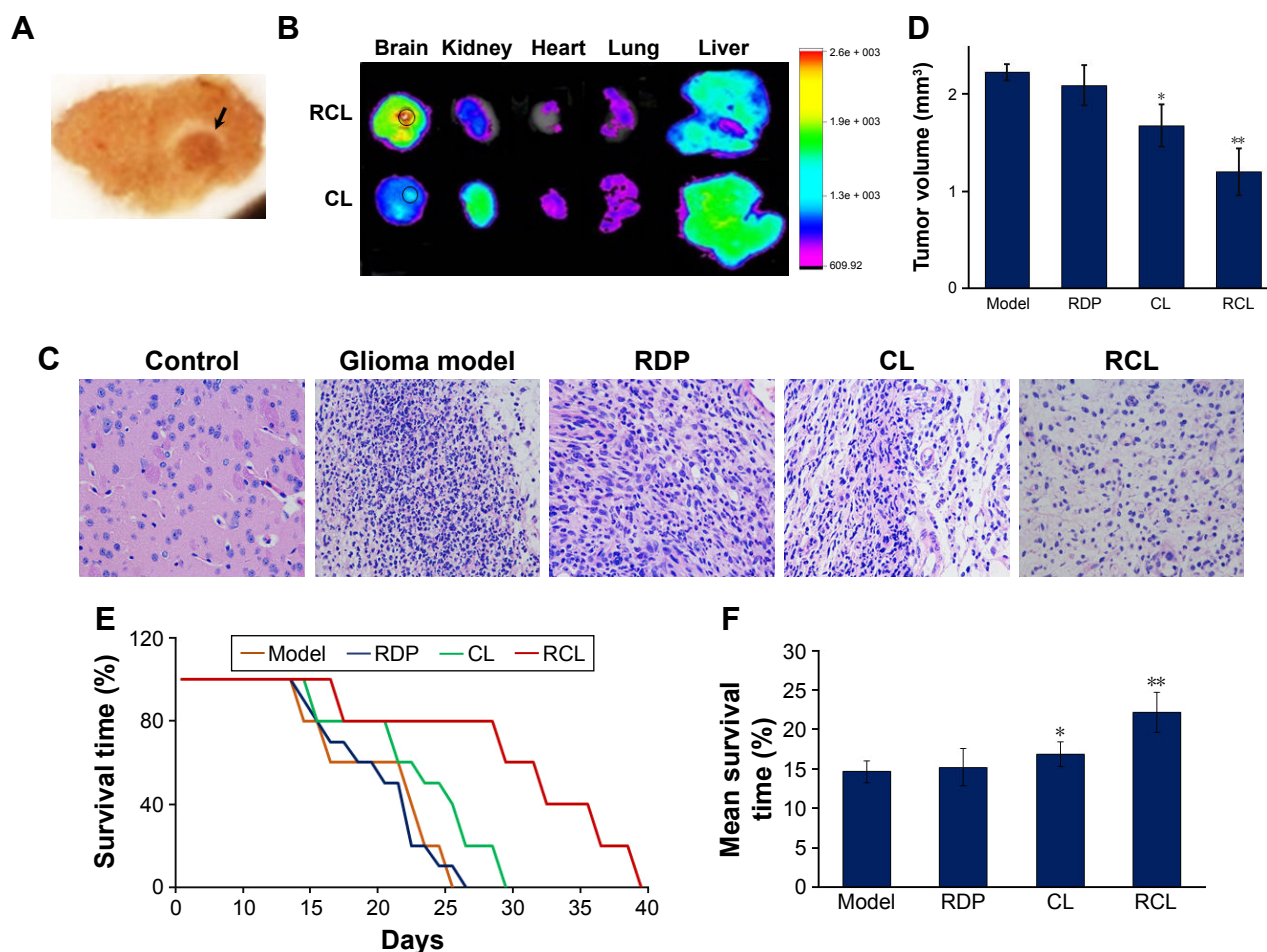 A
B
Brain Kidney Heart Lung Liver
RCL
CL
2.6e + 003
1.9e + 003
1.3e + 003
609.92
D
Tumor volume (mm³)
2
1
0
*
**
Model RDP CL RCL
C
Control Glioma model RDP CL RCL
E
Survival time (%)
120
80
40
0
Model RDP CL RCL
0 5 10 15 20 25 30 35 40
Days
F
Mean survival
time (%)
30
25
20
15
10
5
0
*
**
Model RDP CL RCL